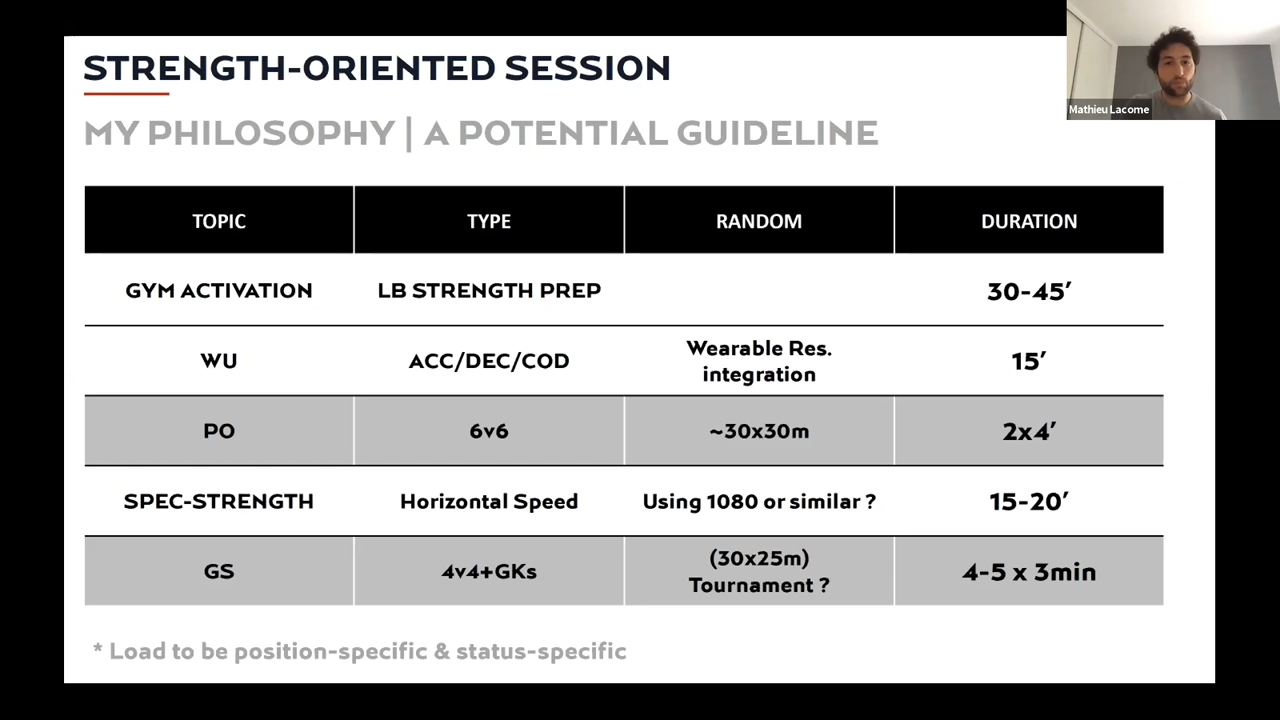 STRENGTH-ORIENTED SESSION
Mathieu Lacome
MY PHILOSOPHY | A POTENTIAL GUIDELINE
TOPIC TYPE RANDOM DURATION
GYM ACTIVATION LB STRENGTH PREP 30-45'
WU ACC/DEC/COD Wearable Res. integration 15'
PO 6v6 ~30x30m 2x4'
SPEC-STRENGTH Horizontal Speed Using 1080 or similar ? 15-20'
GS 4v4+GKs (30x25m) Tournament ? 4-5 x 3min
* Load to be position-specific & status-specific